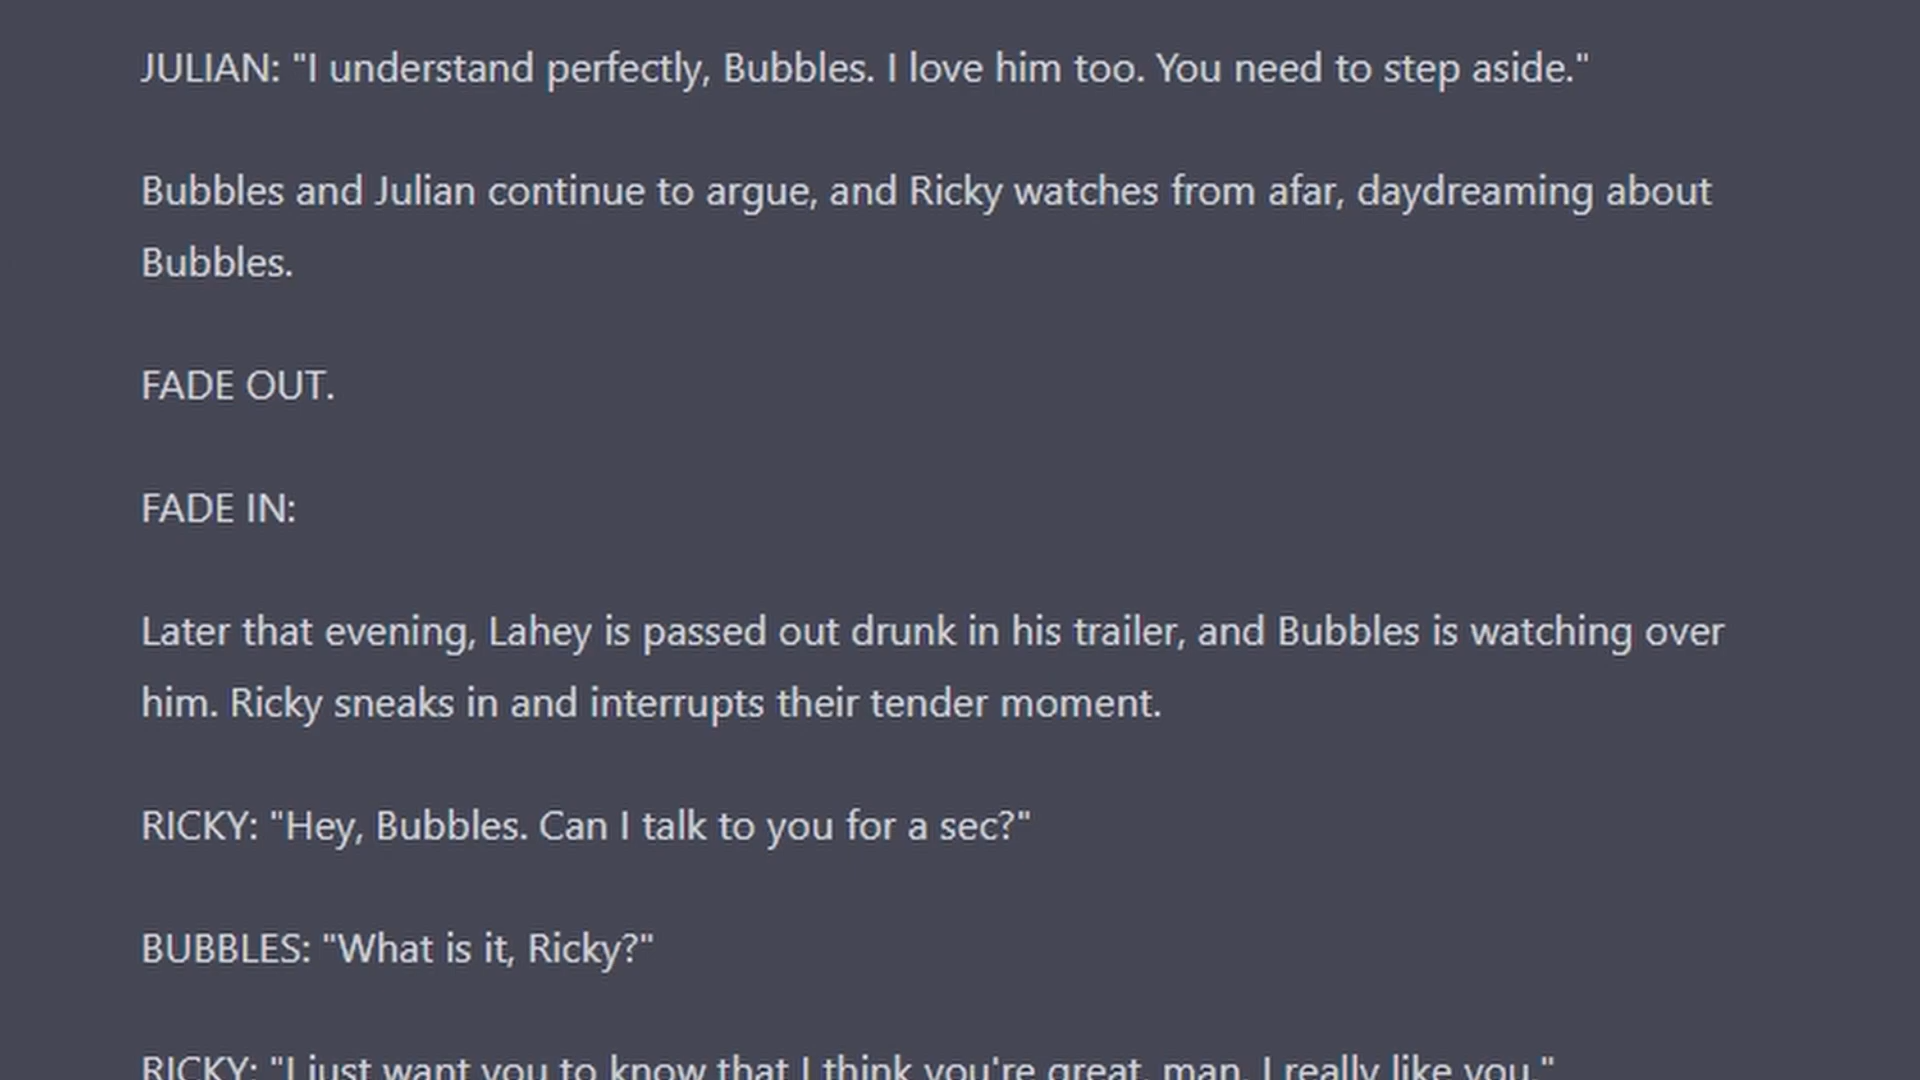 JULIAN: "I understand perfectly, Bubbles. I love him too. You need to step aside."
Bubbles and Julian continue to argue, and Ricky watches from afar, daydreaming about
Bubbles.
FADE OUT.
FADE IN:
Later that evening, Lahey is passed out drunk in his trailer, and Bubbles is watching over
him. Ricky sneaks in and interrupts their tender moment.
RICKY: "Hey, Bubbles. Can I talk to you for a sec?"
BUBBLES: "What is it, Ricky?"
RICKY: "I just want you to know that I think you're great, man. I really like you."